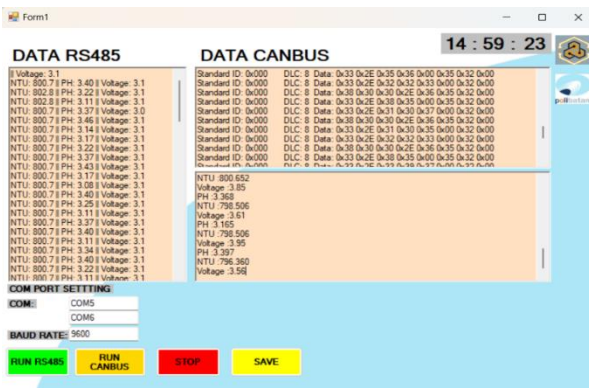 Form1
14 : 59 : 23
DATA RS485
DATA CANBUS
|| Voltage: 3.1
NTU: 800.7 || PH: 3.40 || Voltage: 3.1
NTU: 802.8 || PH: 3.22 || Voltage: 3.1
NTU: 802.8 || PH: 3.11 || Voltage: 3.1
NTU: 800.7 || PH: 3.37 || Voltage: 3.0
NTU: 800.7 || PH: 3.46 || Voltage: 3.1
NTU: 800.7 || PH: 3.14 || Voltage: 3.1
NTU: 800.7 || PH: 3.17 || Voltage: 3.1
NTU: 800.7 || PH: 3.22 || Voltage: 3.1
NTU: 800.7 || PH: 3.37 || Voltage: 3.1
NTU: 800.7 || PH: 3.43 || Voltage: 3.1
NTU: 800.7 || PH: 3.17 || Voltage: 3.1
NTU: 800.7 || PH: 3.08 || Voltage: 3.1
NTU: 800.7 || PH: 3.40 || Voltage: 3.1
NTU: 800.7 || PH: 3.25 || Voltage: 3.1
NTU: 800.7 || PH: 3.11 || Voltage: 3.1
NTU: 800.7 || PH: 3.37 || Voltage: 3.1
NTU: 800.7 || PH: 3.40 || Voltage: 3.1
NTU: 800.7 || PH: 3.11 || Voltage: 3.1
NTU: 800.7 || PH: 3.34 || Voltage: 3.1
NTU: 800.7 || PH: 3.40 || Voltage: 3.1
NTU: 800.7 || PH: 3.22 || Voltage: 3.1
NTU: 800.7 || PH: 3.11 || Voltage: 3.1
Standard ID: 0x000 DLC: 8 Data: 0x33 0x2E 0x35 0x36 0x00 0x35 0x32 0x00
Standard ID: 0x000 DLC: 8 Data: 0x33 0x2E 0x32 0x32 0x37 0x00 0x32 0x00
Standard ID: 0x000 DLC: 8 Data: 0x38 0x30 0x30 0x2E 0x36 0x35 0x32 0x00
Standard ID: 0x000 DLC: 8 Data: 0x33 0x2E 0x38 0x38 0x00 0x35 0x32 0x00
Standard ID: 0x000 DLC: 8 Data: 0x33 0x2E 0x31 0x30 0x37 0x00 0x32 0x00
Standard ID: 0x000 DLC: 8 Data: 0x38 0x30 0x30 0x2E 0x36 0x35 0x32 0x00
Standard ID: 0x000 DLC: 8 Data: 0x33 0x2E 0x31 0x30 0x35 0x00 0x32 0x00
Standard ID: 0x000 DLC: 8 Data: 0x33 0x2E 0x32 0x32 0x33 0x00 0x32 0x00
Standard ID: 0x000 DLC: 8 Data: 0x38 0x30 0x30 0x2E 0x36 0x35 0x32 0x00
Standard ID: 0x000 DLC: 8 Data: 0x33 0x2E 0x38 0x35 0x00 0x35 0x32 0x00
NTU :800.652
Voltage :3.85
PH :3.368
NTU :798.506
Voltage :3.61
PH :3.165
NTU :798.506
Voltage :3.95
PH :3.397
NTU :796.360
Voltage :3.56
COM PORT SETTTING
COM: COM5
COM6
BAUD RATE: 9600
RUN RS485
RUN CANBUS
STOP
SAVE